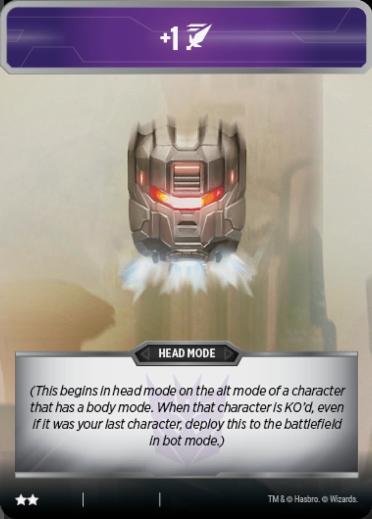 +1
HEAD MODE
(This begins in head mode on the alt mode of a character
that has a body mode. When that character is KO'd, even
if it was your last character, deploy this to the battlefield
in bot mode.)
TM & © Hasbro. © Wizards.